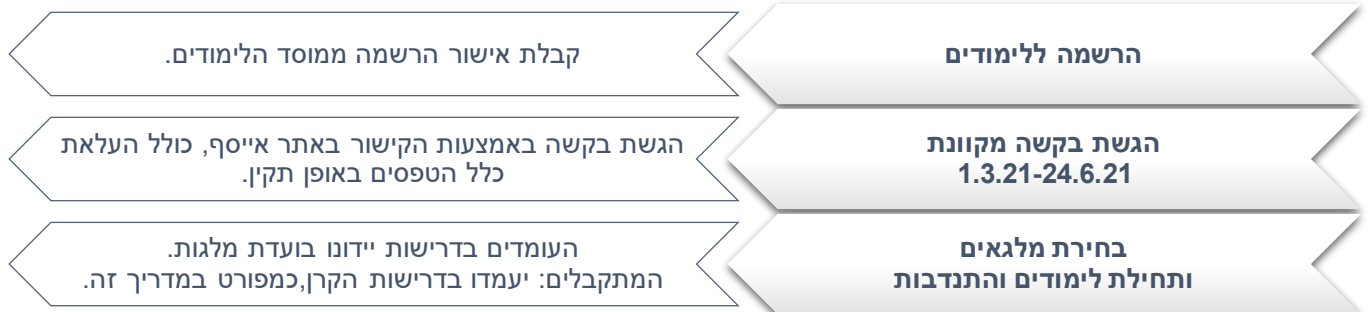 הרשמה ללימודים
קבלת אישור הרשמה ממוסד הלימודים.
הגשת בקשה מקוונת
1.3.21-24.6.21
הגשת בקשה באמצעות הקישור באתר אייסף, כולל העלאת
כלל הטפסים באופן תקין.
בחירת מלגאים
ותחילת לימודים והתנדבות
העומדים בדרישות יידונו בועדת מלגות.
המתקבלים: יעמדו בדרישות הקרן,כמפורט במדריך זה.